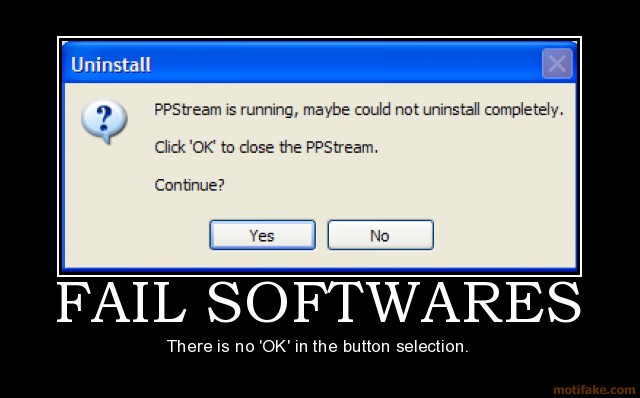 Uninstall
PPStream is running, maybe could not uninstall completely.
Click 'OK' to close the PPStream.
Continue?
Yes No
FAIL SOFTWARES
There is no 'OK' in the button selection.
motifake.com